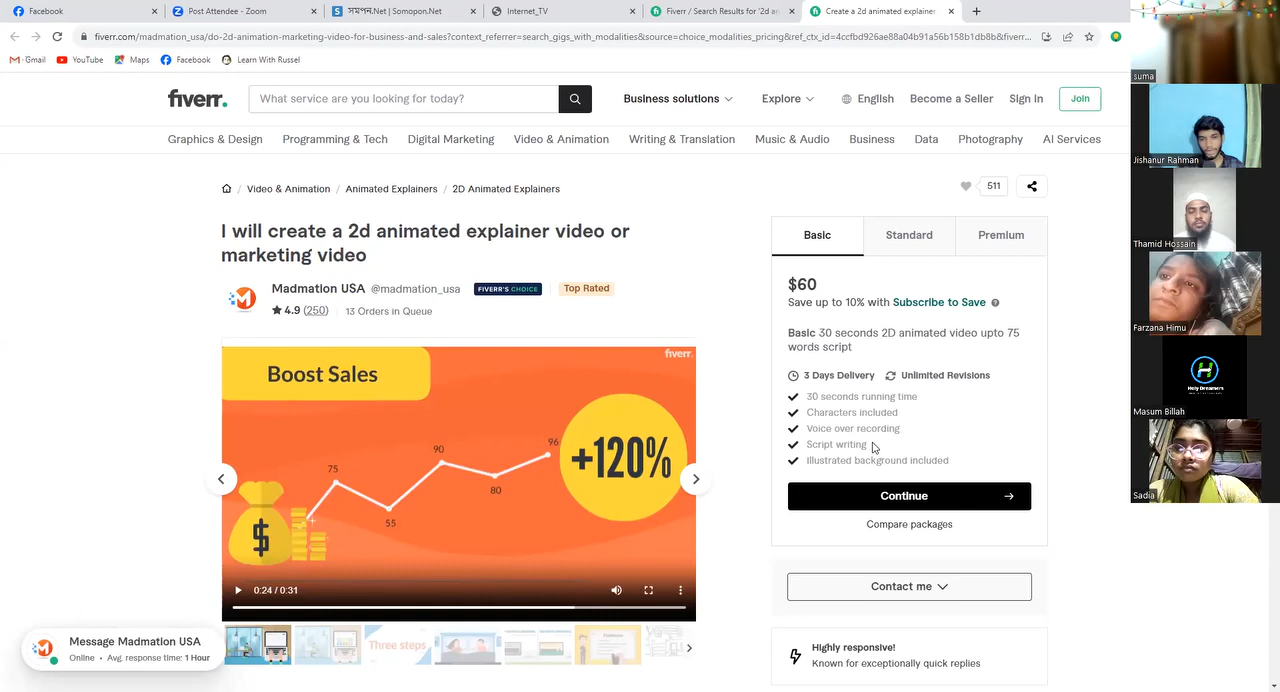 Facebook
Post Attendee - Zoom
সমপন.Net | Somopon.Net
Internet_TV
Fiverr / Search Results for '2d an
Create a 2d animated explainer
fiverr.com/madmation_usa/do-2d-animation-marketing-video-for-business-and-sales?context_referrer=search_gigs_with_modalities&source=choice_modalities_pricing&ref_ctx_id=4ccfbd926ae88a04b91a56b158b1db8b&fiverr...
Gmail
YouTube
Maps
Facebook
Learn With Russel
fiverr.
What service are you looking for today?
Business solutions
Explore
English
Become a Seller
Sign In
Join
Graphics & Design
Programming & Tech
Digital Marketing
Video & Animation
Writing & Translation
Music & Audio
Business
Data
Photography
AI Services
Video & Animation / Animated Explainers / 2D Animated Explainers
511
I will create a 2d animated explainer video or
marketing video
Madmation USA @madmation_usa
FIVERR'S CHOICE
Top Rated
4.9 (250)
13 Orders in Queue
fiverr.
Boost Sales
75
55
90
80
96
+120%
$
0:24 / 0:31
Three steps
Message Madmation USA
Online • Avg. response time: 1 Hour
Basic
Standard
Premium
$60
Save up to 10% with Subscribe to Save
Basic 30 seconds 2D animated video upto 75
words script
3 Days Delivery
Unlimited Revisions
30 seconds running time
Characters included
Voice over recording
Script writing
Illustrated background included
Continue
Compare packages
Contact me
Highly responsive!
Known for exceptionally quick replies
suma
Jishanur Rahman
Thamid Hossain
Farzana Himu
Holy Dreamers
Masum Billah
Sadia